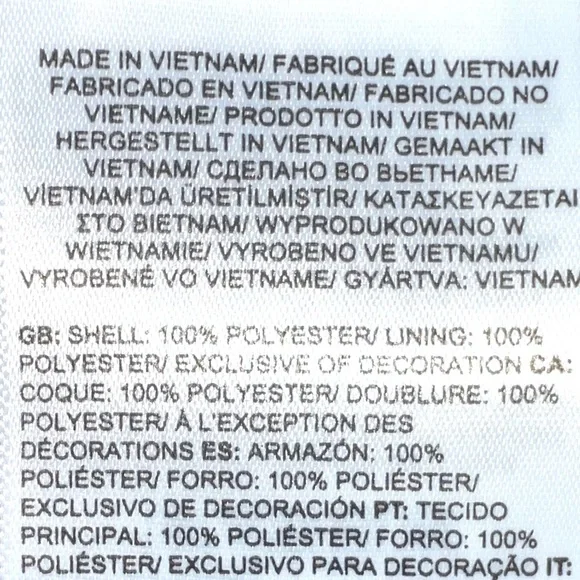 MADE IN VIETNAM/ FABRIQUÉ AU VIETNAM/
FABRICADO EN VIETNAM/ FABRICADO NO
VIETNAME/ PRODOTTO IN VIETNAM/
HERGESTELLT IN VIETNAM/ GEMAAKT IN
VIETNAM/ СДЕЛАНО ВО ВЬЕТНАМЕ/
VİETNAM'DA ÜRETİLMİŞTİR/ ΚΑΤΑΣΚΕΥΑΖΕΤΑΙ
ΣΤΟ ΒΙΕΤΝΑΜ/ WYPRODUKOWANO W
WIETNAMIE/ VYROBENO VE VIETNAMU/
VYROBENÉ VO VIETNAME/ GYÁRTVA: VIETNAM
GB: SHELL: 100% POLYESTER/ LINING: 100%
POLYESTER/ EXCLUSIVE OF DECORATION CA:
COQUE: 100% POLYESTER/ DOUBLURE: 100%
POLYESTER/ À L'EXCEPTION DES
DÉCORATIONS ES: ARMAZÓN: 100%
POLIÉSTER/ FORRO: 100% POLIÉSTER/
EXCLUSIVO DE DECORACIÓN PT: TECIDO
PRINCIPAL: 100% POLIÉSTER/ FORRO: 100%
POLIÉSTER/ EXCLUSIVO PARA DECORAÇÃO IT: